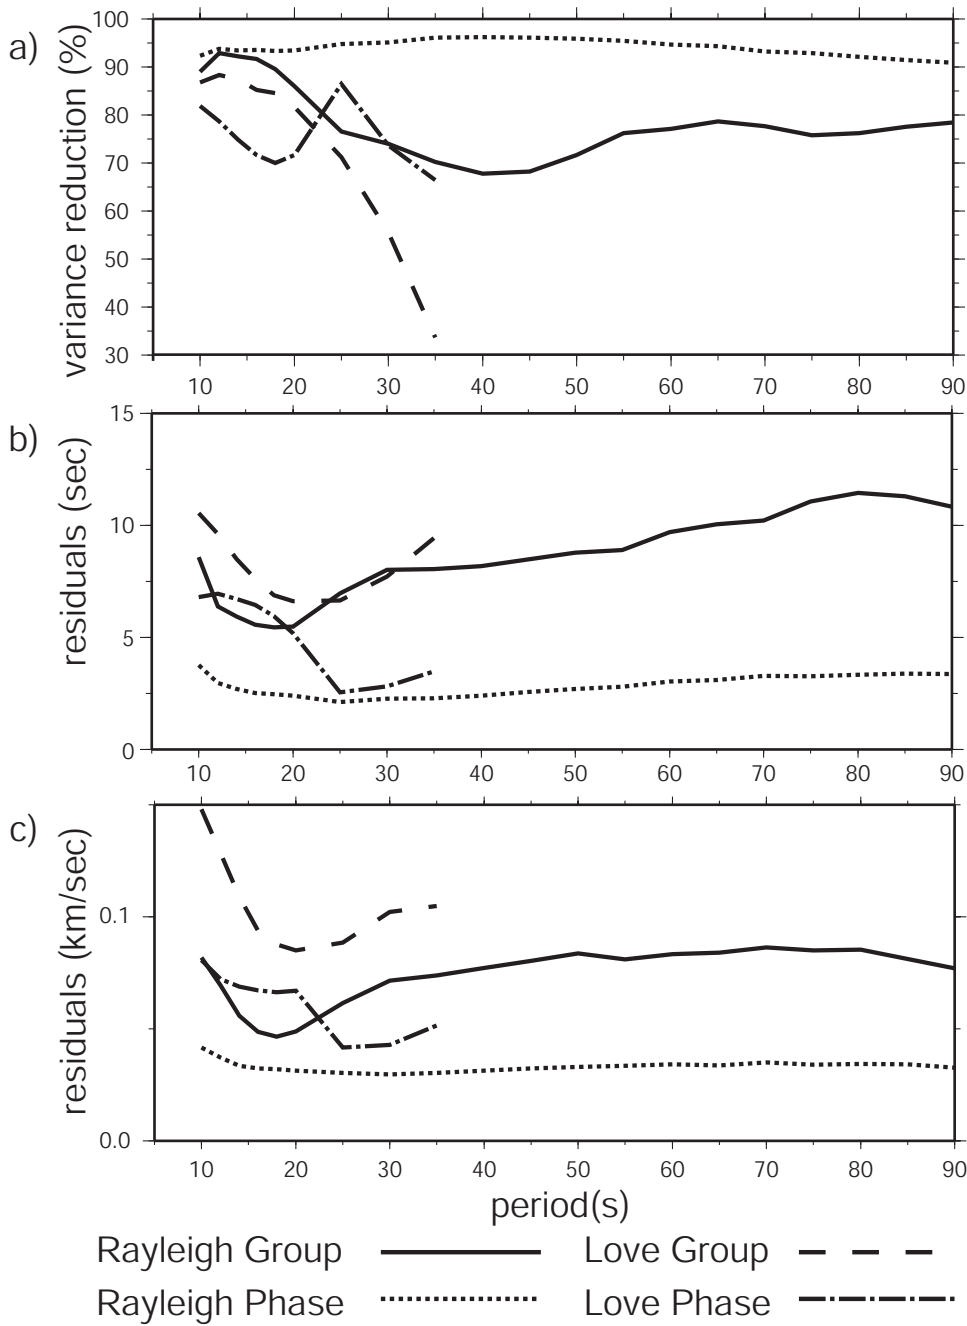 a)
variance reduction (%)
100
90
80
70
60
50
40
30
10 20 30 40 50 60 70 80 90
b)
residuals (sec)
15
10
5
0
10 20 30 40 50 60 70 80 90
c)
residuals (km/sec)
0.1
0.0
10 20 30 40 50 60 70 80 90
period(s)
Rayleigh Group Love Group
Rayleigh Phase Love Phase